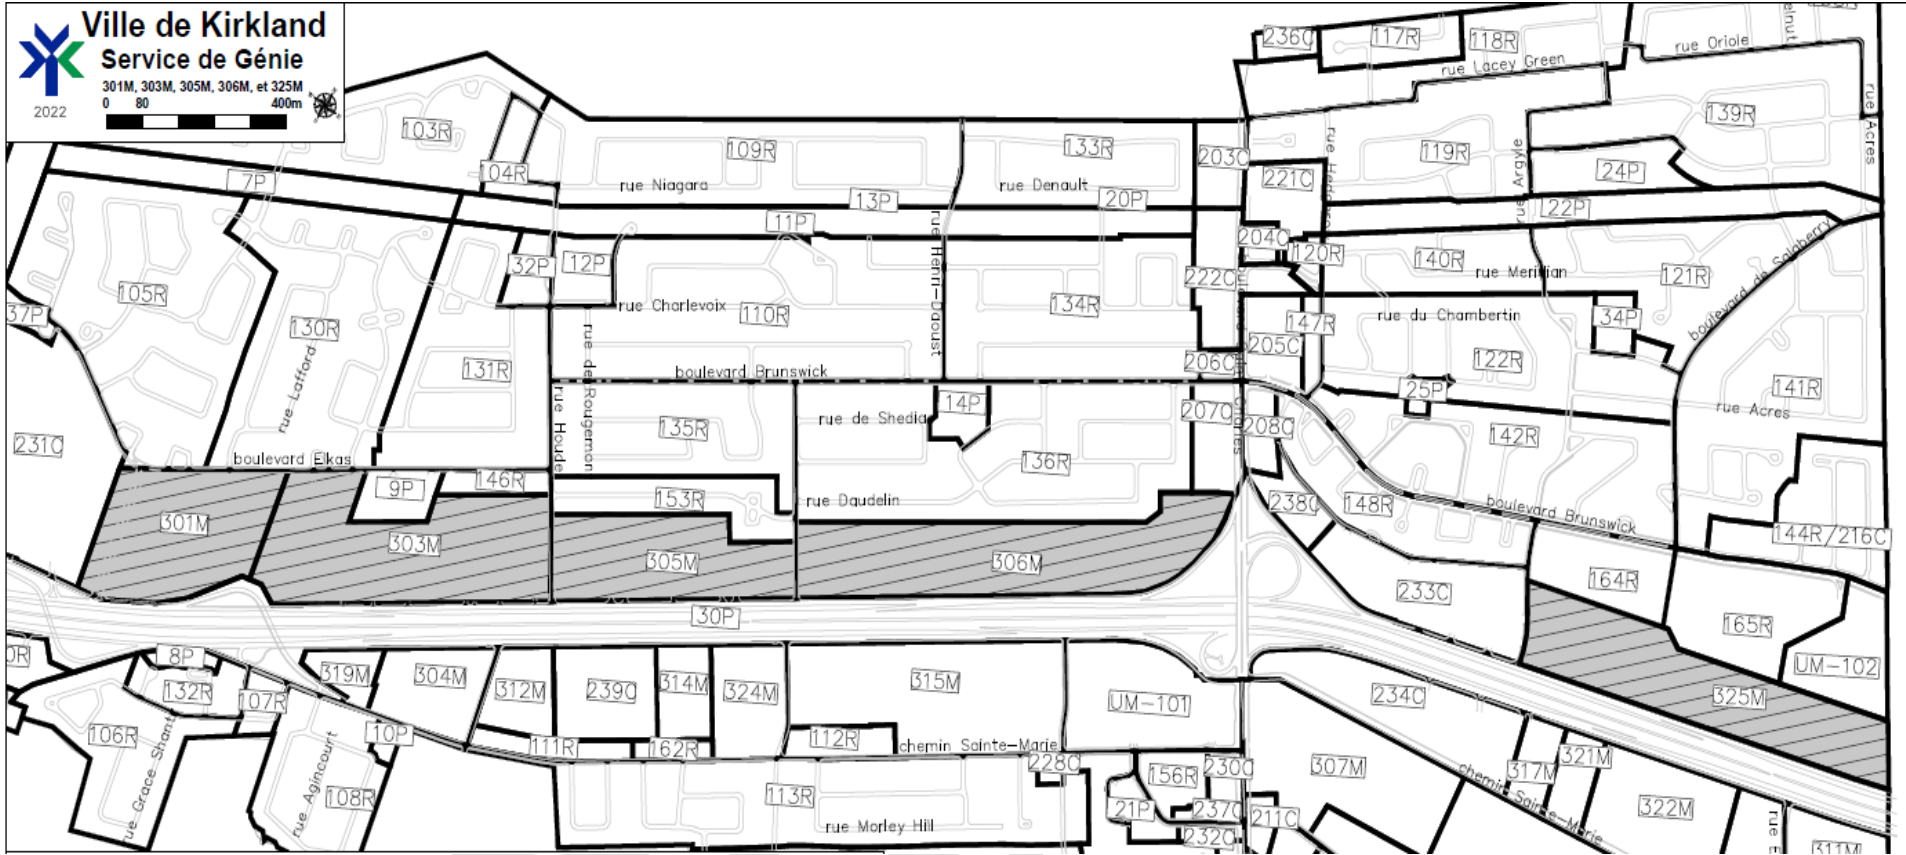 Ville de Kirkland
Service de Génie
301M, 303M, 305M, 306M, et 325M
0 80 400m
2022
236C
117R
118R
rue Oriole
rue Lacey Green
103R
104R
109R
133R
203C
119R
139R
rue Acres
7P
rue Niagara
rue Denault
221C
rue Argyle
24P
13P
20P
22P
11P
rue Henri-Daoust
204C
120R
140R
rue Meridian
121R
boulevard de Salaberry
32P
12P
105R
37P
130R
rue Charlevoix
110R
134R
222C
147R
rue du Chambertin
34P
205C
122R
131R
rue Lafford
rue de Rougemont
boulevard Brunswick
206C
25P
141R
rue Acres
rue Houde
135R
rue de Shediac
14P
207C
208C
142R
231C
boulevard Elkas
136R
9P
146R
153R
rue Daudelin
238C
148R
boulevard Brunswick
301M
303M
305M
306M
144R/216C
164R
233C
30P
165R
8P
319M
304M
312M
239C
314M
324M
315M
UM-101
234C
325M
UM-102
132R
107R
106R
rue Grace Shant
10P
111R
162R
112R
chemin Sainte-Marie
228C
156R
230C
307M
317M
321M
chemin Sainte-Marie
rue Agincourt
108R
113R
rue Morley Hill
21P
237C
232C
211C
322M
311M